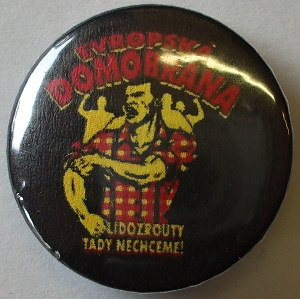 EVROPSKÁ
DOMOBRANA
LIDOŽROUTY
TADY NECHCEME!